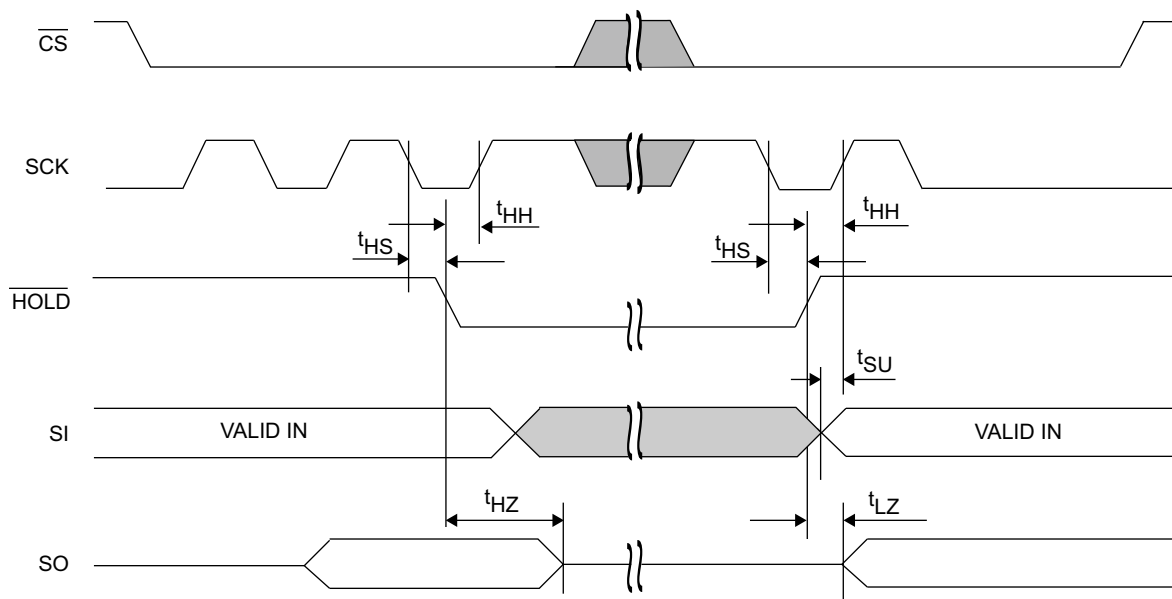 CS
SCK
tHH
tHH
tHS
tHS
HOLD
tSU
SI
VALID IN
VALID IN
tHZ
tLZ
SO